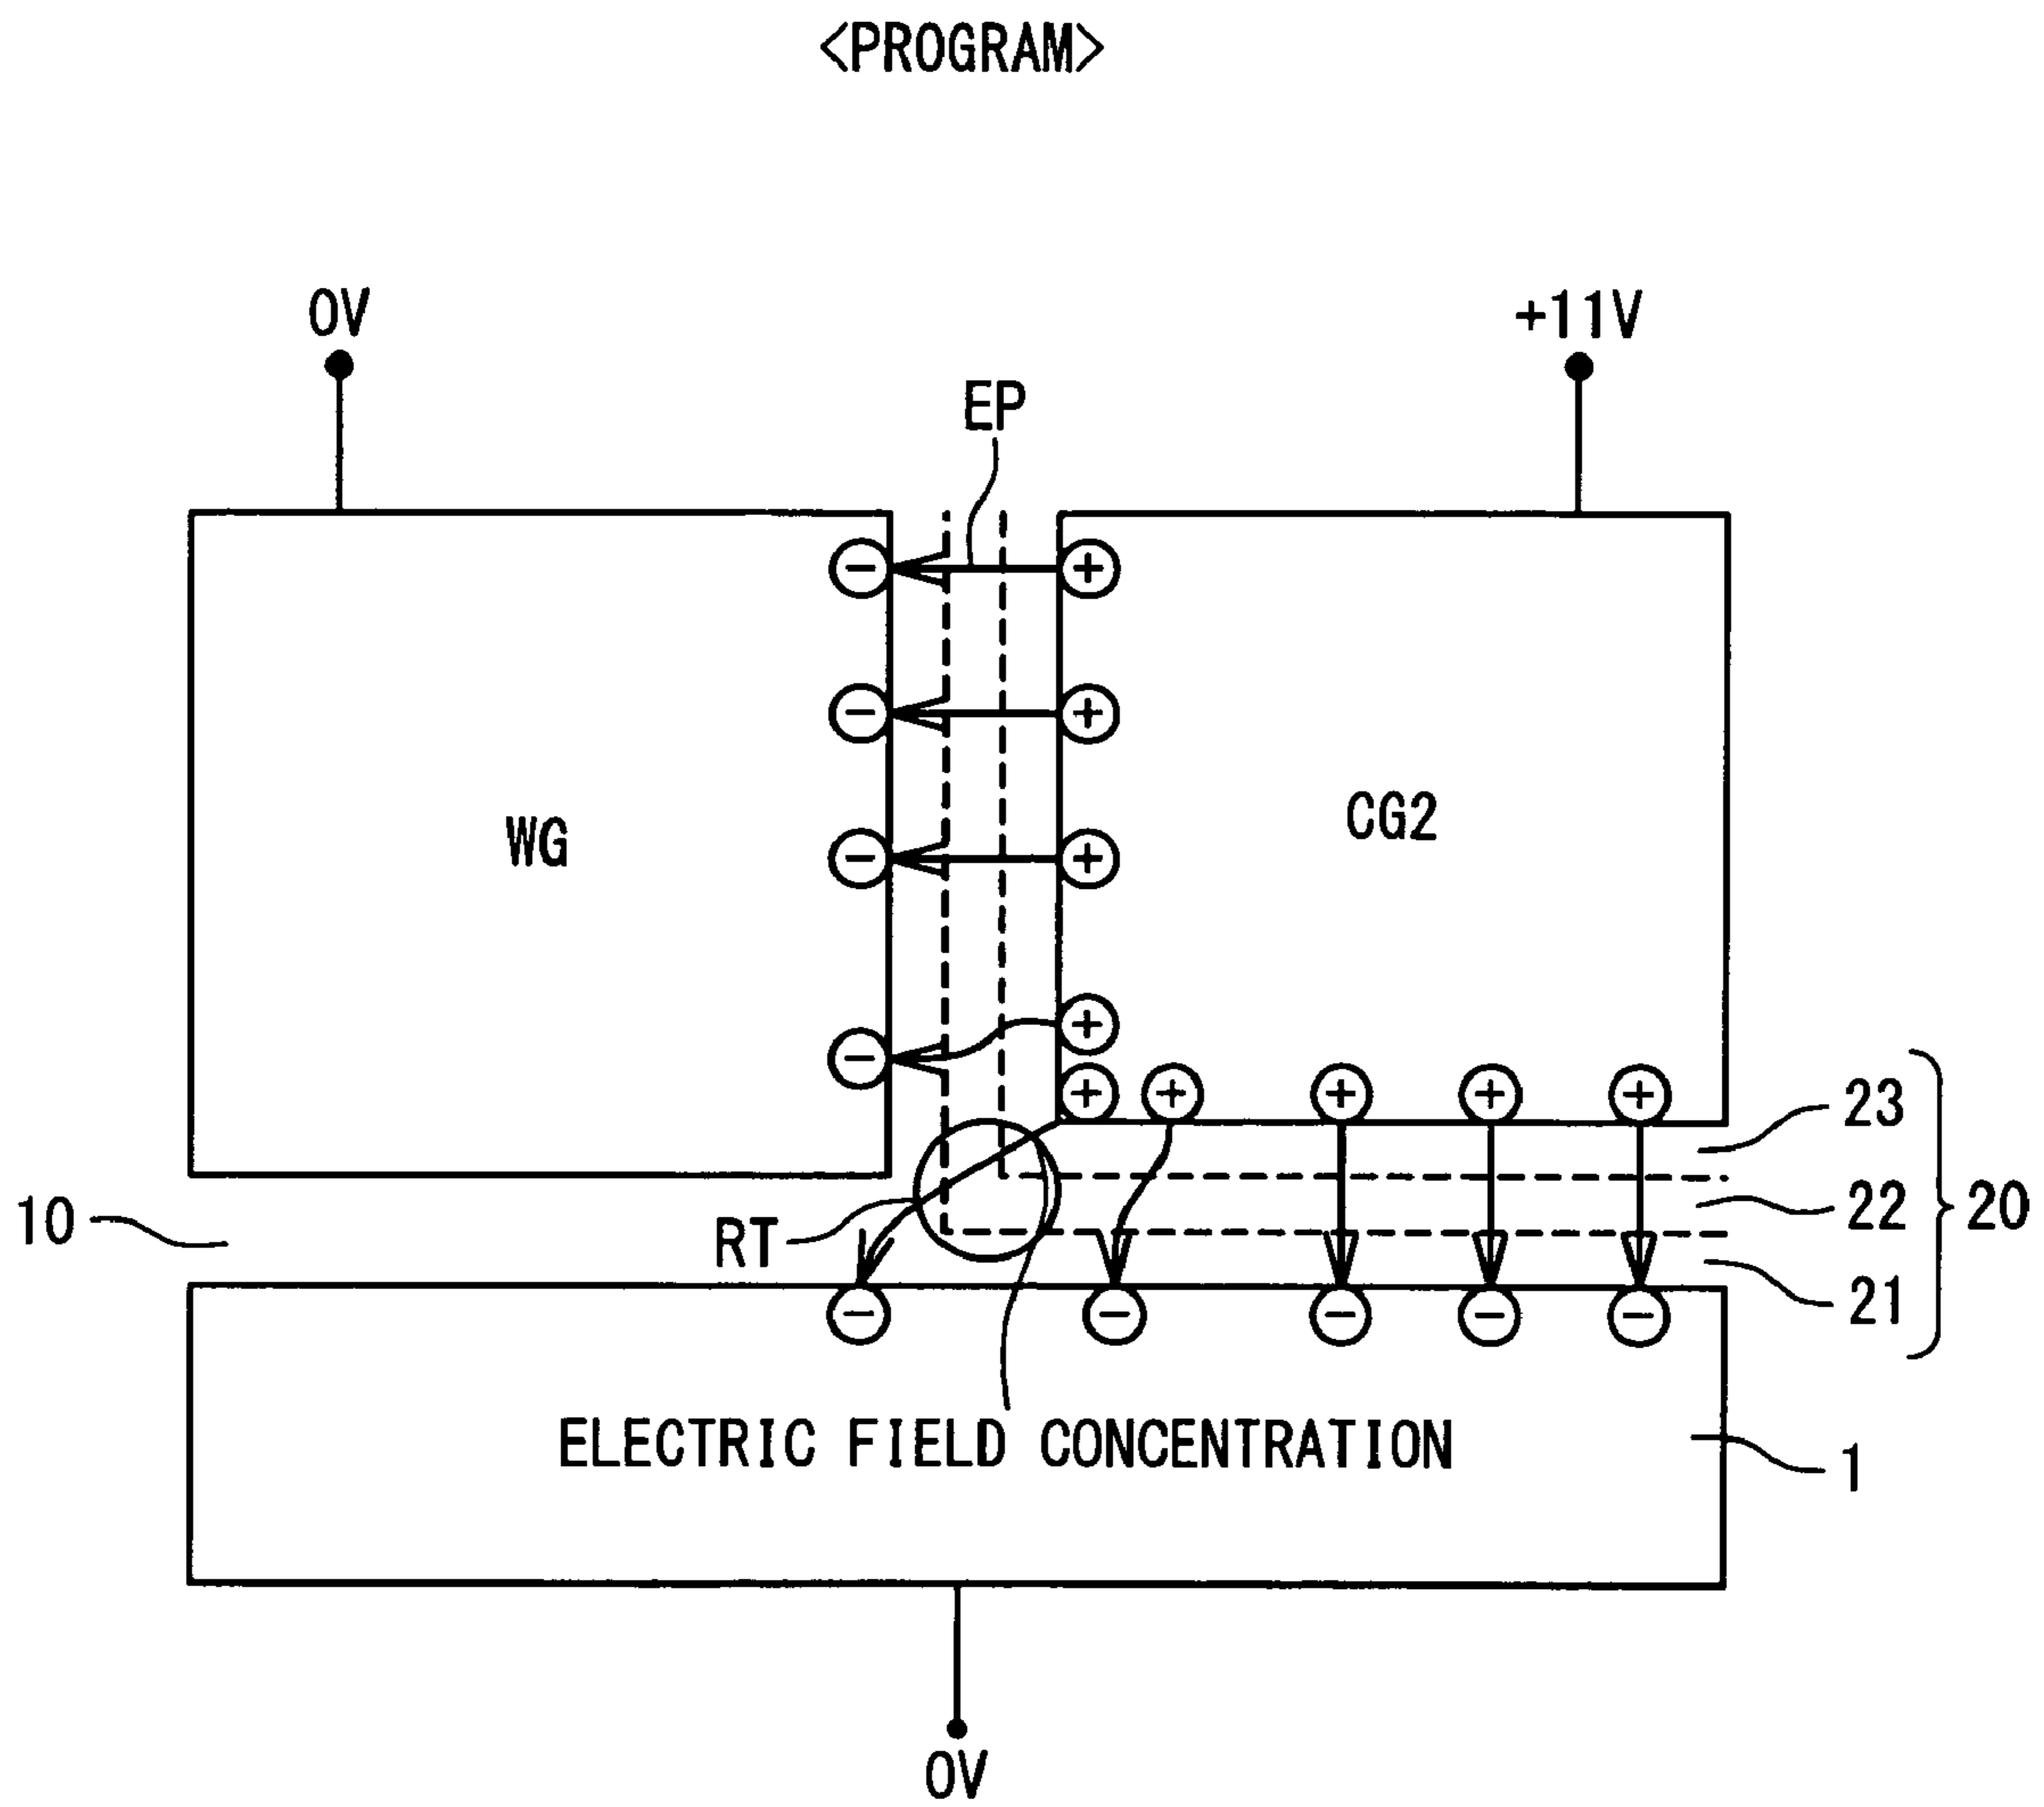 <PROGRAM>
0V
+11V
EP
WG
CG2
23
22
20
10
RT
21
ELECTRIC FIELD CONCENTRATION
1
0V